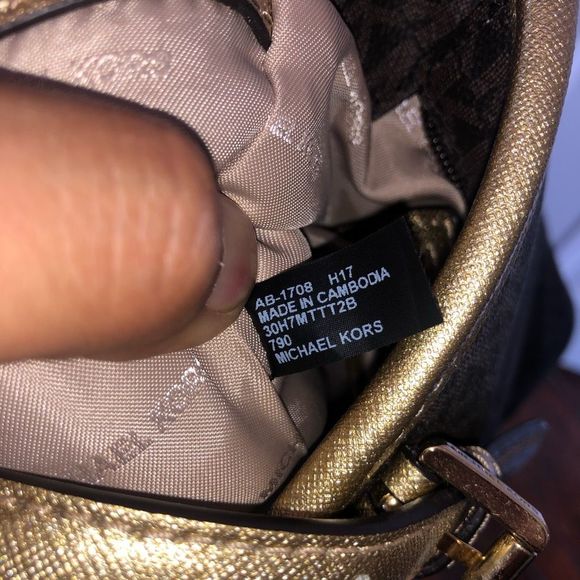 AB-1708 H17
MADE IN CAMBODIA
30H7MTTT2B
790
MICHAEL KORS